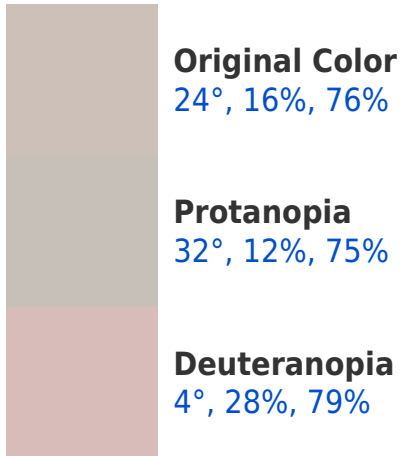 Original Color
24°, 16%, 76%
Protanopia
32°, 12%, 75%
Deuteranopia
4°, 28%, 79%